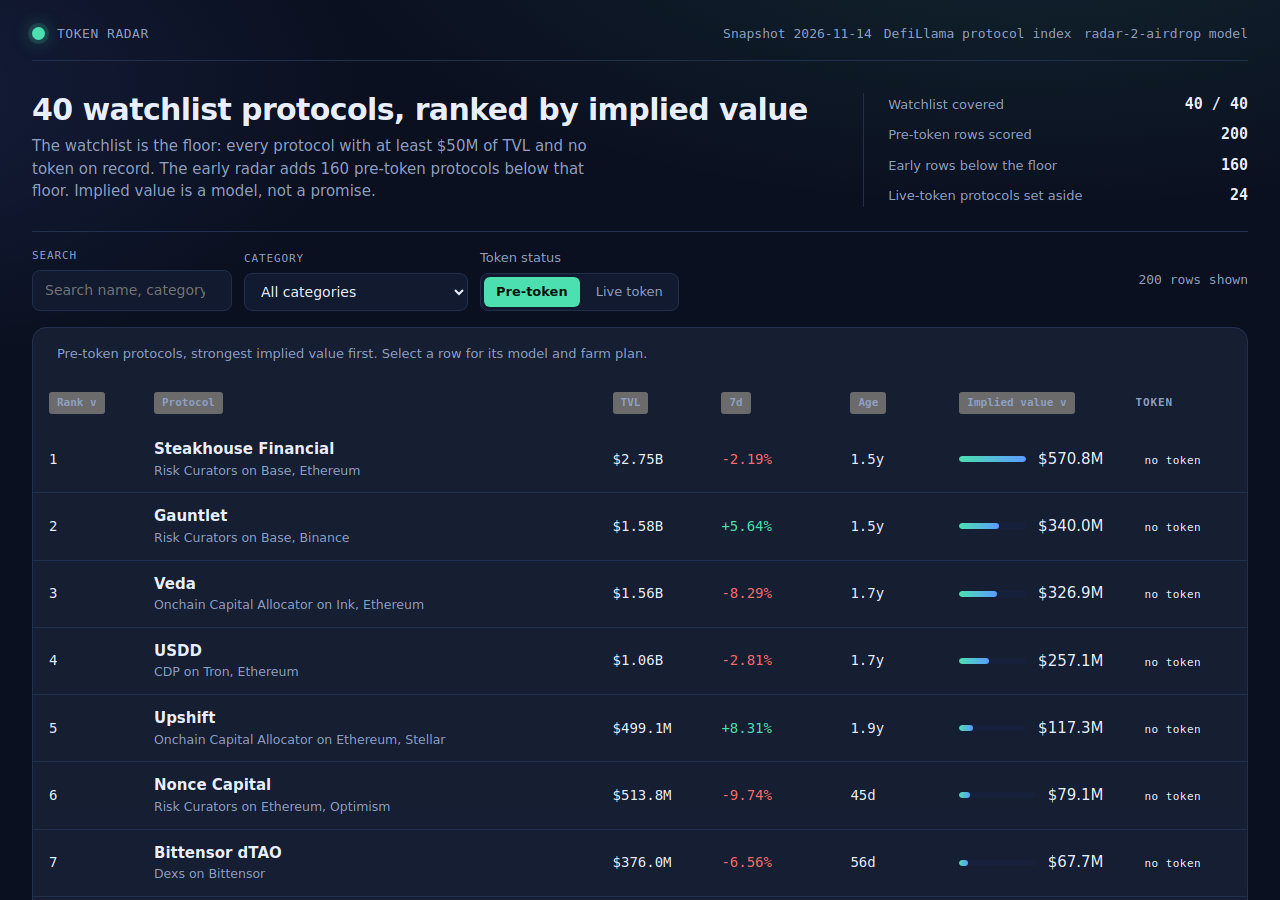 TOKEN RADAR
Snapshot 2026-11-14 DefiLlama protocol index radar-2-airdrop model
40 watchlist protocols, ranked by implied value
The watchlist is the floor: every protocol with at least $50M of TVL and no
token on record. The early radar adds 160 pre-token protocols below that
floor. Implied value is a model, not a promise.
Watchlist covered 40 / 40
Pre-token rows scored 200
Early rows below the floor 160
Live-token protocols set aside 24
SEARCH
Search name, category
CATEGORY
All categories
Token status
Pre-token Live token
200 rows shown
Pre-token protocols, strongest implied value first. Select a row for its model and farm plan.
Rank v Protocol TVL 7d Age Implied value v TOKEN
1 Steakhouse Financial $2.75B -2.19% 1.5y $570.8M no token
Risk Curators on Base, Ethereum
2 Gauntlet $1.58B +5.64% 1.5y $340.0M no token
Risk Curators on Base, Binance
3 Veda $1.56B -8.29% 1.7y $326.9M no token
Onchain Capital Allocator on Ink, Ethereum
4 USDD $1.06B -2.81% 1.7y $257.1M no token
CDP on Tron, Ethereum
5 Upshift $499.1M +8.31% 1.9y $117.3M no token
Onchain Capital Allocator on Ethereum, Stellar
6 Nonce Capital $513.8M -9.74% 45d $79.1M no token
Risk Curators on Ethereum, Optimism
7 Bittensor dTAO $376.0M -6.56% 56d $67.7M no token
Dexs on Bittensor